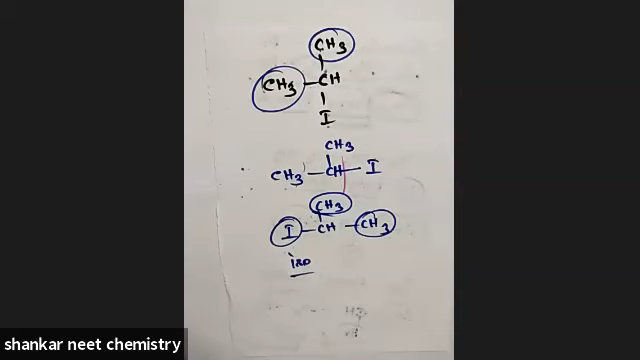 CH3
CH3 - CH
I
CH3
CH3 - CH - I
CH3
I - CH - CH3
iso
shankar neet chemistry